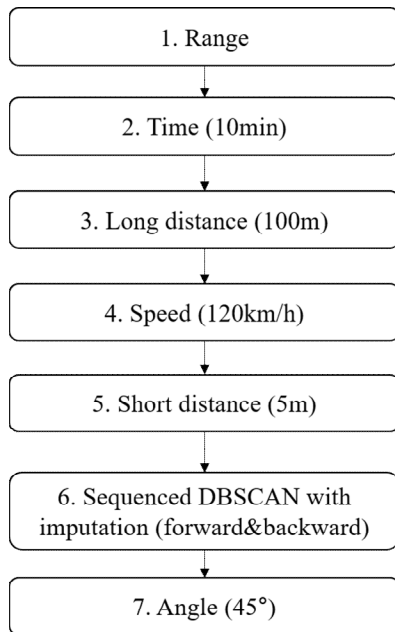 1. Range
2. Time (10min)
3. Long distance (100m)
4. Speed (120km/h)
5. Short distance (5m)
6. Sequenced DBSCAN with
imputation (forward&backward)
7. Angle (45°)